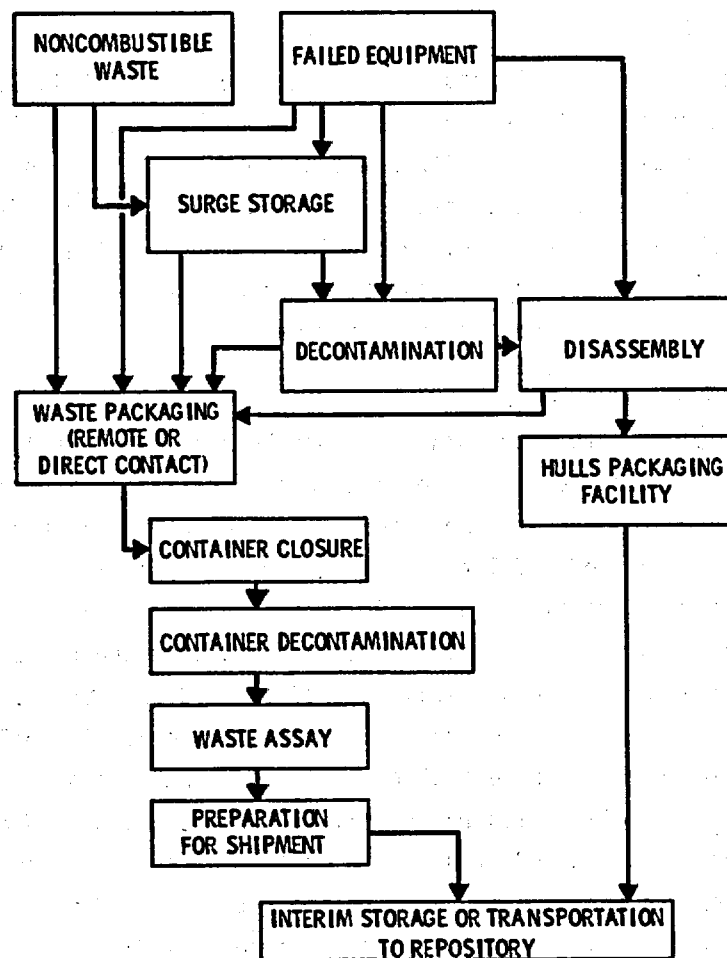 NONCOMBUSTIBLE
WASTE
FAILED EQUIPMENT
SURGE STORAGE
DECONTAMINATION
DISASSEMBLY
WASTE PACKAGING
(REMOTE OR
DIRECT CONTACT)
HULLS PACKAGING
FACILITY
CONTAINER CLOSURE
CONTAINER DECONTAMINATION
WASTE ASSAY
PREPARATION
FOR SHIPMENT
INTERIM STORAGE OR TRANSPORTATION
TO REPOSITORY